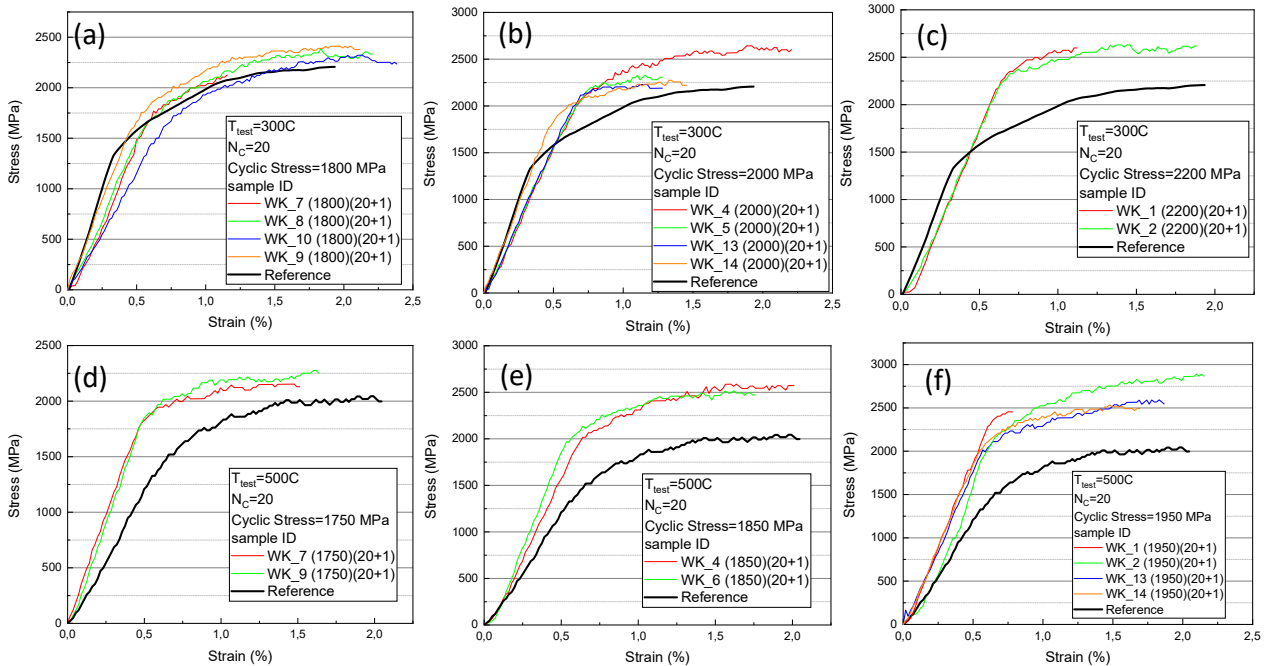 (a)
Stress (MPa)
2500
2250
2000
1750
1500
1250
1000
750
500
250
0
0,0 0,5 1,0 1,5 2,0 2,5
Strain (%)
T_test=300C
N_C=20
Cyclic Stress=1800 MPa
sample ID
WK_7 (1800)(20+1)
WK_8 (1800)(20+1)
WK_10 (1800)(20+1)
WK_9 (1800)(20+1)
Reference
(b)
Stress (MPa)
3000
2500
2000
1500
1000
500
0
0,0 0,5 1,0 1,5 2,0 2,5
Strain (%)
T_test=300C
N_C=20
Cyclic Stress=2000 MPa
sample ID
WK_4 (2000)(20+1)
WK_5 (2000)(20+1)
WK_13 (2000)(20+1)
WK_14 (2000)(20+1)
Reference
(c)
Stress (MPa)
3000
2500
2000
1500
1000
500
0
0,0 0,5 1,0 1,5 2,0
Strain (%)
T_test=300C
N_C=20
Cyclic Stress=2200 MPa
sample ID
WK_1 (2200)(20+1)
WK_2 (2200)(20+1)
Reference
(d)
Stress (MPa)
2500
2000
1500
1000
500
0
0,0 0,5 1,0 1,5 2,0
Strain (%)
T_test=500C
N_C=20
Cyclic Stress=1750 MPa
sample ID
WK_7 (1750)(20+1)
WK_9 (1750)(20+1)
Reference
(e)
Stress (MPa)
3000
2500
2000
1500
1000
500
0
0,0 0,5 1,0 1,5 2,0
Strain (%)
T_test=500C
N_C=20
Cyclic Stress=1850 MPa
sample ID
WK_4 (1850)(20+1)
WK_6 (1850)(20+1)
Reference
(f)
Stress (MPa)
3000
2500
2000
1500
1000
500
0
0,0 0,5 1,0 1,5 2,0 2,5
Strain (%)
T_test=500C
N_C=20
Cyclic Stress=1950 MPa
sample ID
WK_1 (1950)(20+1)
WK_2 (1950)(20+1)
WK_13 (1950)(20+1)
WK_14 (1950)(20+1)
Reference